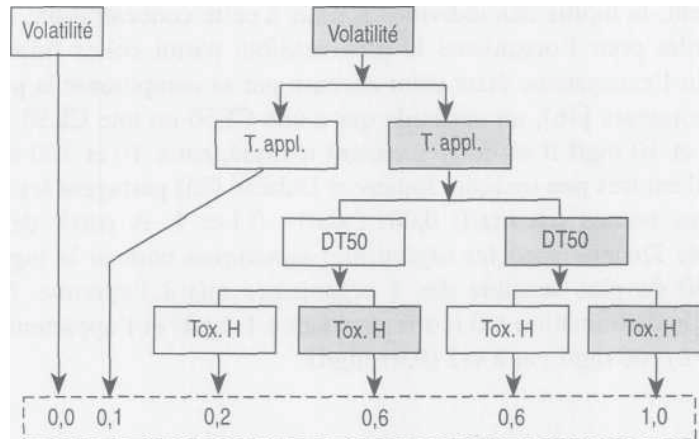 Volatilité
Volatilité
T. appl.
T. appl.
DT50
DT50
Tox. H
Tox. H
Tox. H
Tox. H
0,0
0,1
0,2
0,6
0,6
1,0